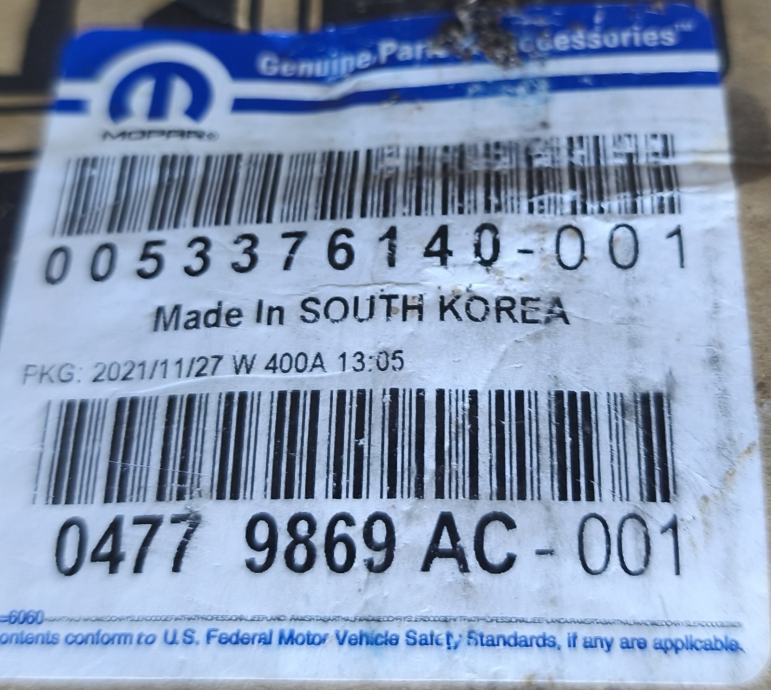 Genuine Parts Accessories™
MOPAR®
0053376140-001
Made In SOUTH KOREA
PKG: 2021/11/27 W 400A 13:05
0477 9869 AC-001
=6060
ontents conform to U.S. Federal Motor Vehicle Safety Standards, if any are applicable.